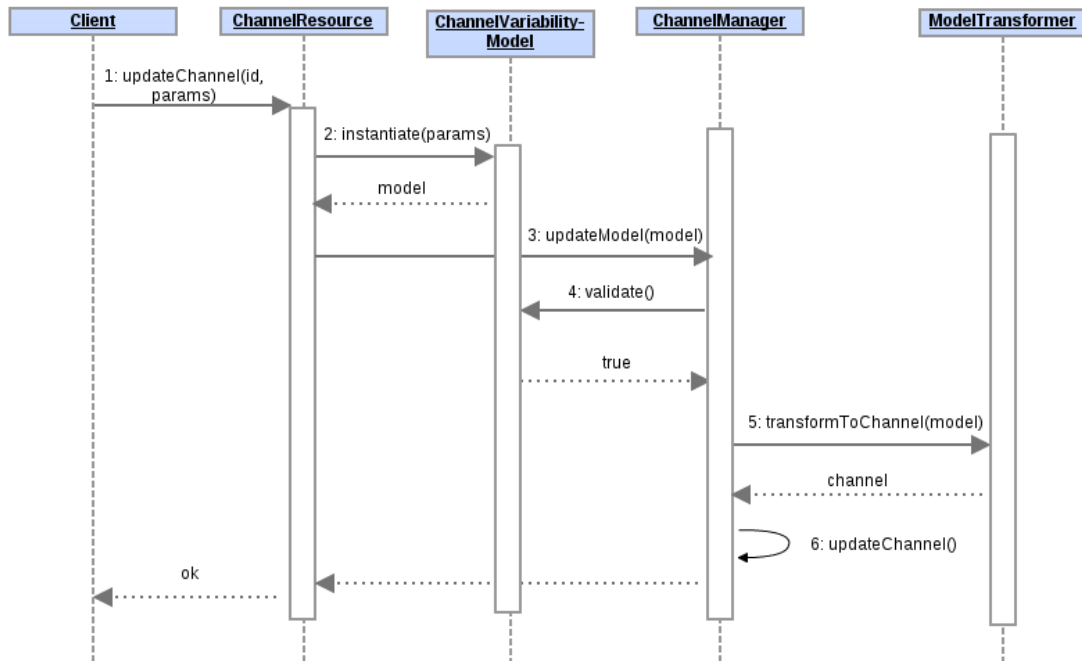 Client
ChannelResource
ChannelVariability-
Model
ChannelManager
ModelTransformer
1: updateChannel(id,
params)
2: instantiate(params)
model
3: updateModel(model)
4: validate()
true
5: transformToChannel(model)
channel
6: updateChannel()
ok